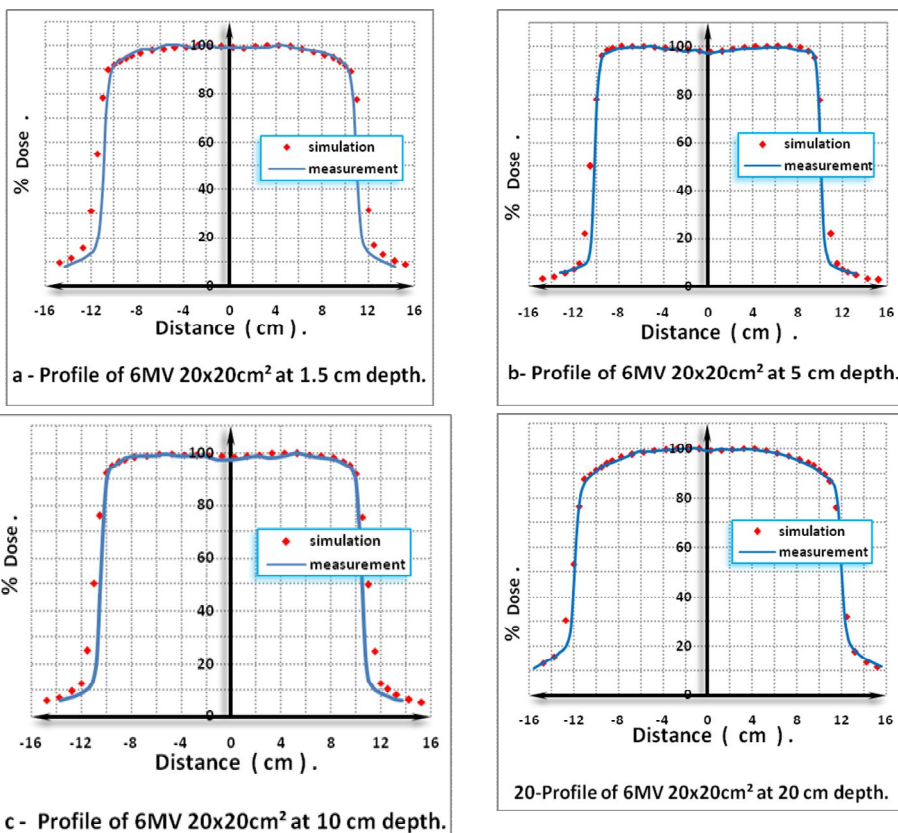 100
80
60
40
20
0
% Dose .
simulation
measurement
-16 -12 -8 -4 0 4 8 12 16
Distance ( cm ) .
a - Profile of 6MV 20x20cm² at 1.5 cm depth.
100
80
60
40
20
0
% Dose .
simulation
measurement
-16 -12 -8 -4 0 4 8 12 16
Distance ( cm ) .
b- Profile of 6MV 20x20cm² at 5 cm depth.
100
80
60
40
20
0
% Dose .
simulation
measurement
-16 -12 -8 -4 0 4 8 12 16
Distance ( cm ) .
c - Profile of 6MV 20x20cm² at 10 cm depth.
100
80
60
40
20
0
% Dose .
simulation
measurement
-16 -12 -8 -4 0 4 8 12 16
Distance ( cm ) .
20-Profile of 6MV 20x20cm² at 20 cm depth.